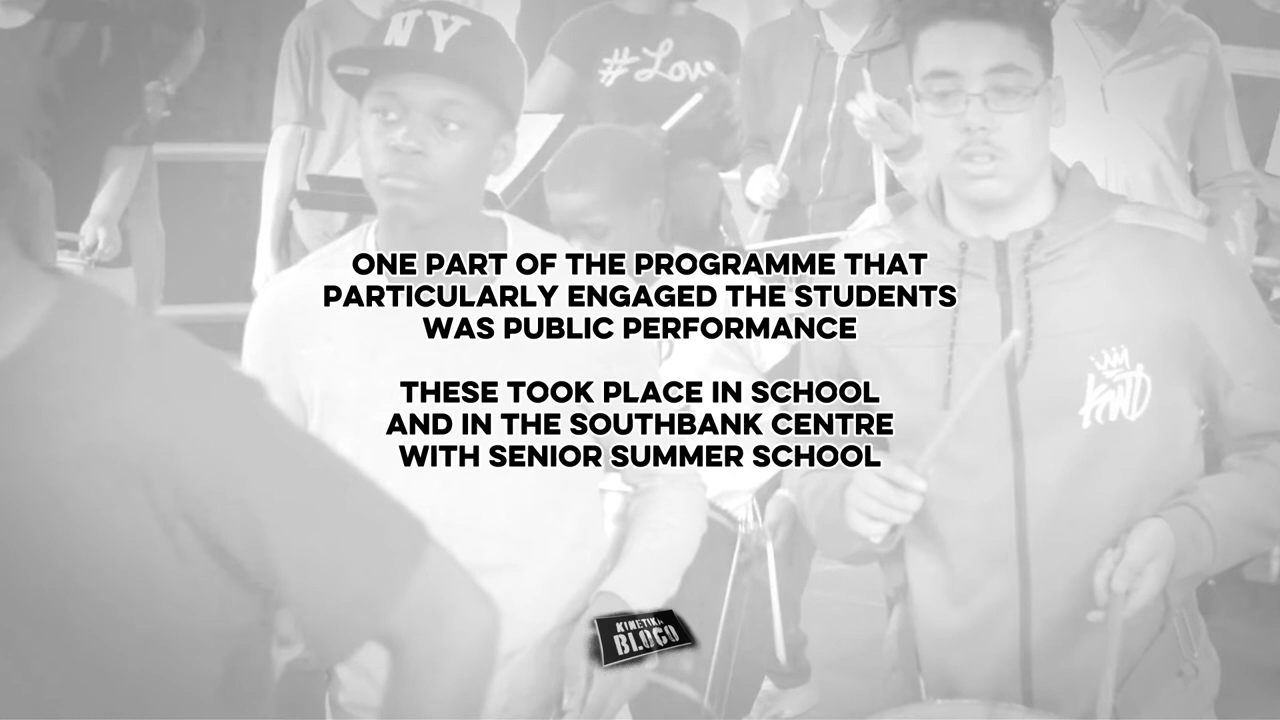 NY
#Love
ONE PART OF THE PROGRAMME THAT
PARTICULARLY ENGAGED THE STUDENTS
WAS PUBLIC PERFORMANCE
THESE TOOK PLACE IN SCHOOL
AND IN THE SOUTHBANK CENTRE
WITH SENIOR SUMMER SCHOOL
KWD
KINETIKA
BLOCO